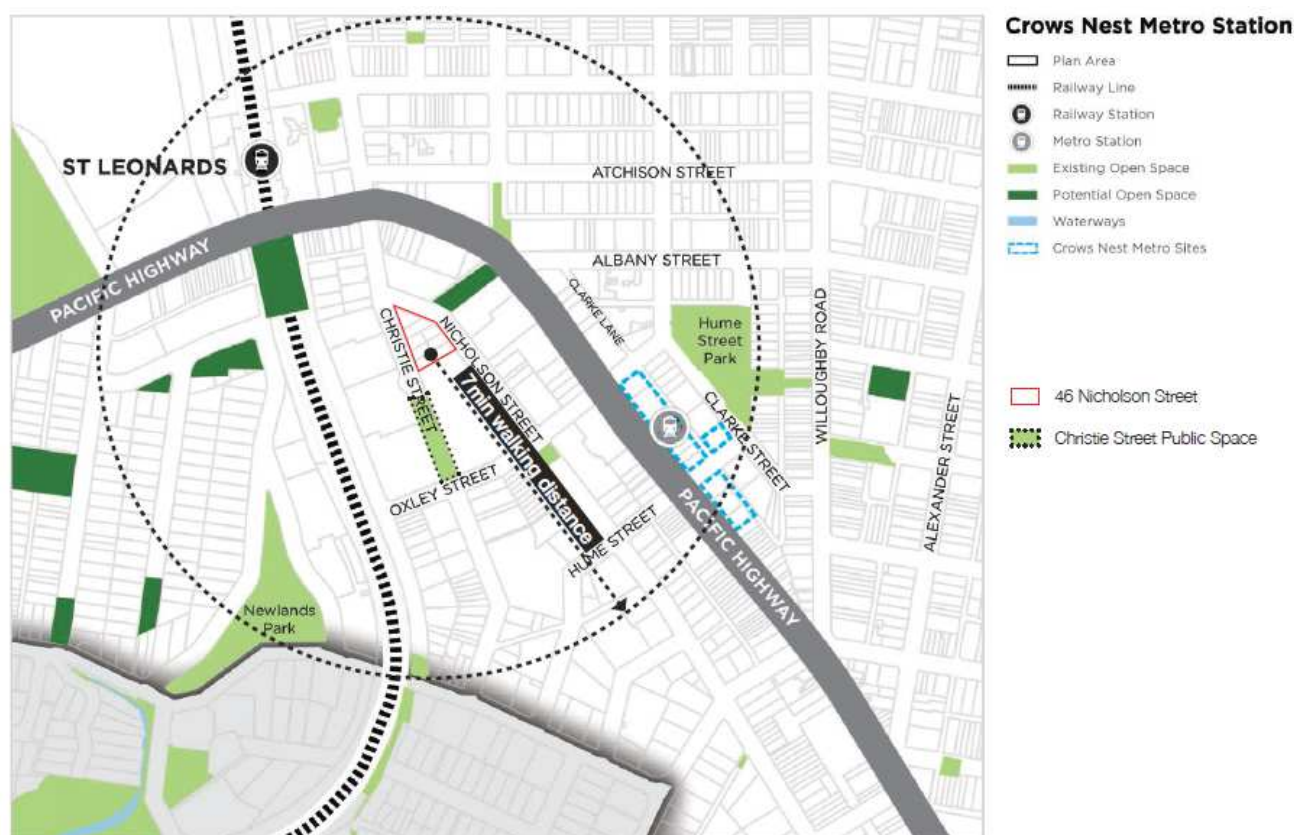 Crows Nest Metro Station
Plan Area
Railway Line
Railway Station
Metro Station
Existing Open Space
Potential Open Space
Waterways
Crows Nest Metro Sites
46 Nicholson Street
Christie Street Public Space
ST LEONARDS
ATCHISON STREET
PACIFIC HIGHWAY
ALBANY STREET
CLARKE LANE
CHRISTIE STREET
NICHOLSON STREET
Hume
Street
Park
WILLOUGHBY ROAD
7min walking distance
CLARKE STREET
ALEXANDER STREET
OXLEY STREET
HUME STREET
PACIFIC HIGHWAY
Newlands
Park